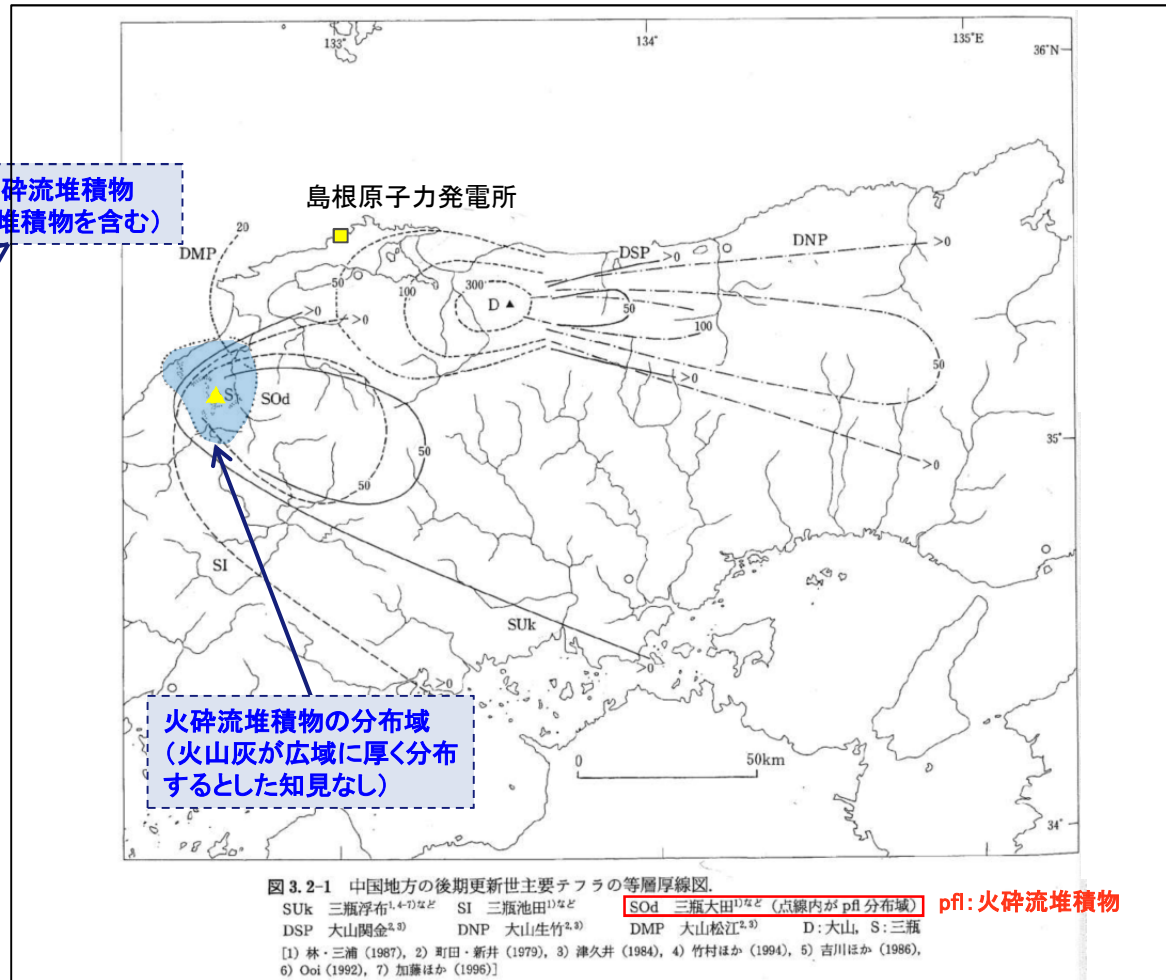 133°
134°
135°E
36°N
砕流堆積物
堆積物を含む）
島根原子力発電所
20
DMP
DSP
>0
DNP
>0
50
100
300
D
50
100
>0
>0
50
S
SOd
>0
35°
50
50
>0
SI
SUk
>0
>0
火砕流堆積物の分布域
（火山灰が広域に厚く分布
するとした知見なし）
0 50km
34°
図 3.2-1 中国地方の後期更新世主要テフラの等層厚線図.
SUk 三瓶浮布1, 4-7)など SI 三瓶池田1)など SOd 三瓶大田1)など（点線内が pfl 分布域） pfl：火砕流堆積物
DSP 大山関金2, 3) DNP 大山生竹2, 3) DMP 大山松江2, 3) D：大山，S：三瓶
[1) 林・三浦（1987），2) 町田・新井（1979），3) 津久井（1984），4) 竹村ほか（1994），5) 吉川ほか（1986），
6) Ooi（1992），7) 加藤ほか（1996）]